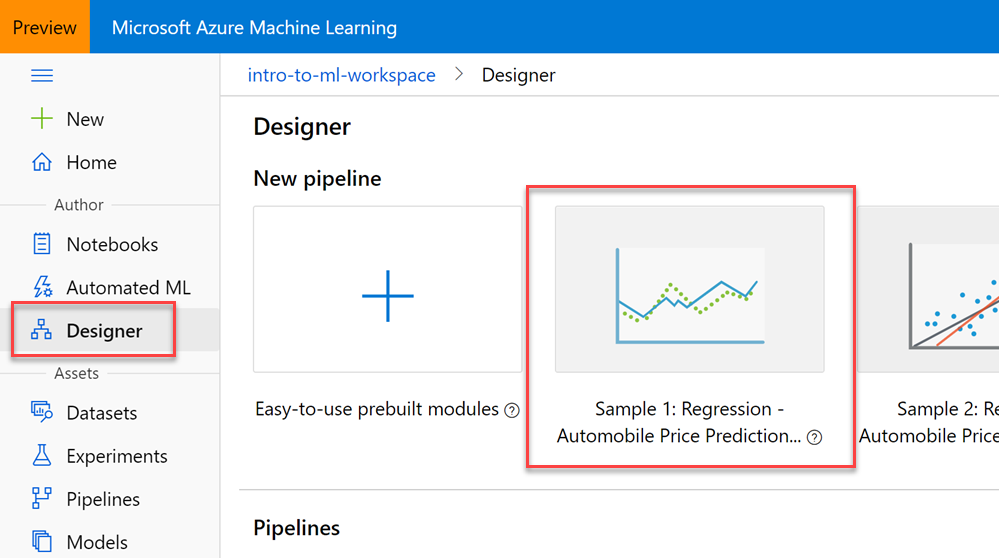 Preview
Microsoft Azure Machine Learning
intro-to-ml-workspace > Designer
New
Home
Author
Notebooks
Automated ML
Designer
Assets
Datasets
Experiments
Pipelines
Models
Designer
New pipeline
Easy-to-use prebuilt modules
Sample 1: Regression -
Automobile Price Prediction...
Sample 2: Re
Automobile Price
Pipelines